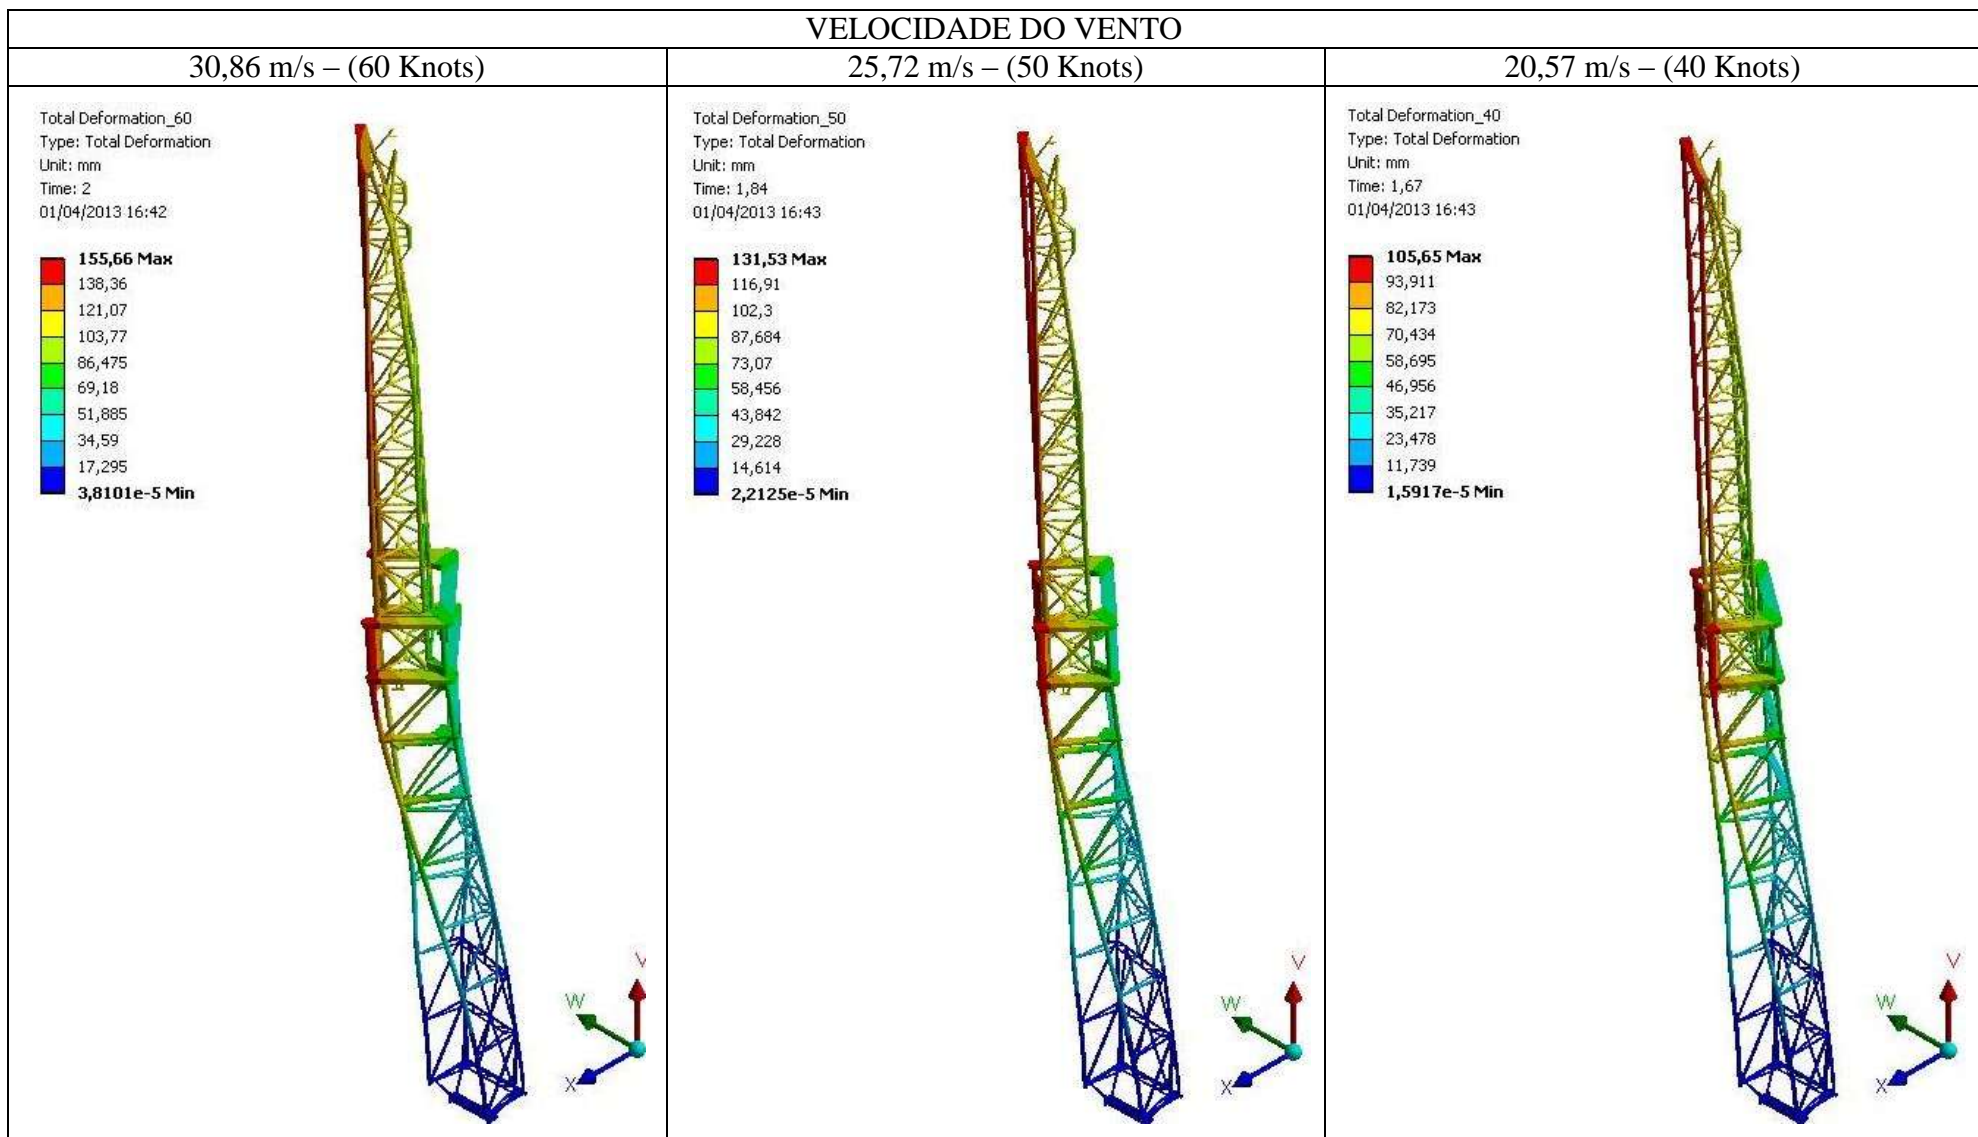 VELOCIDADE DO VENTO
30,86 m/s – (60 Knots)
25,72 m/s – (50 Knots)
20,57 m/s – (40 Knots)
Total Deformation_60
Type: Total Deformation
Unit: mm
Time: 2
01/04/2013 16:42
155,66 Max
138,36
121,07
103,77
86,475
69,18
51,885
34,59
17,295
3,8101e-5 Min
V
W
X
Total Deformation_50
Type: Total Deformation
Unit: mm
Time: 1,84
01/04/2013 16:43
131,53 Max
116,91
102,3
87,684
73,07
58,456
43,842
29,228
14,614
2,2125e-5 Min
V
W
X
Total Deformation_40
Type: Total Deformation
Unit: mm
Time: 1,67
01/04/2013 16:43
105,65 Max
93,911
82,173
70,434
58,695
46,956
35,217
23,478
11,739
1,5917e-5 Min
V
W
X